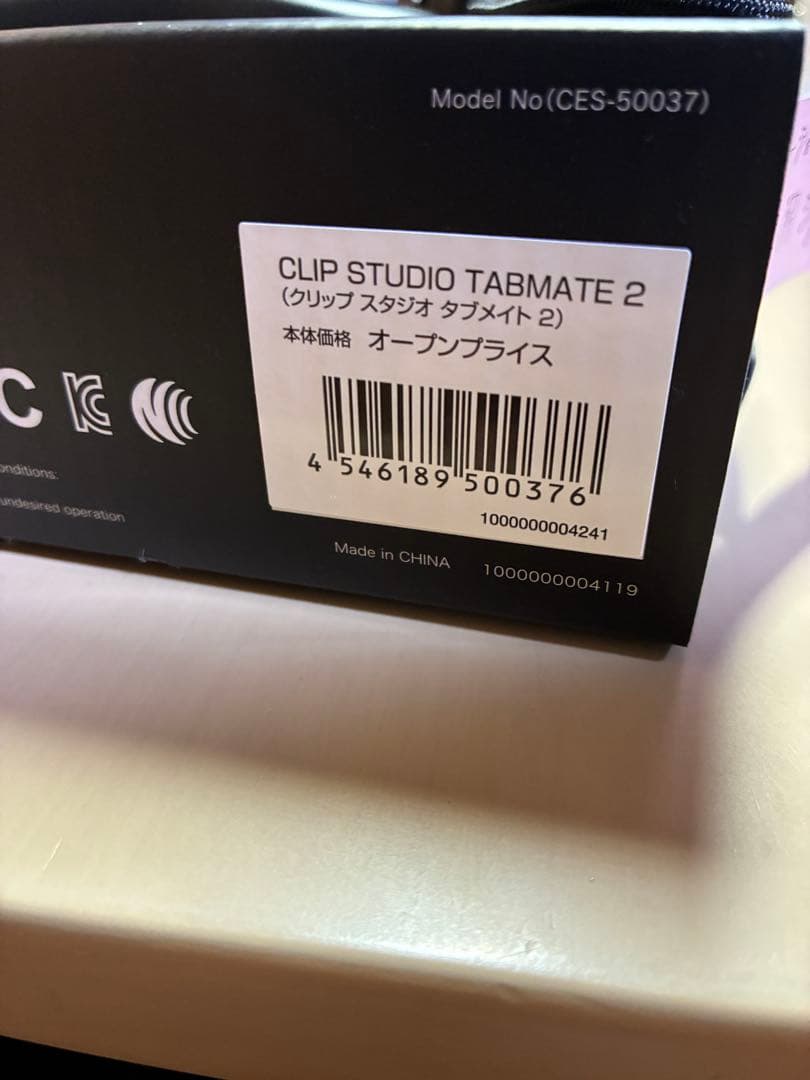 Model No(CES-50037)
CLIP STUDIO TABMATE 2
(クリップ スタジオ タブメイト 2)
本体価格 オープンプライス
4 546189 500376
1000000004241
C
onditions:
undesired operation
Made in CHINA 1000000004119